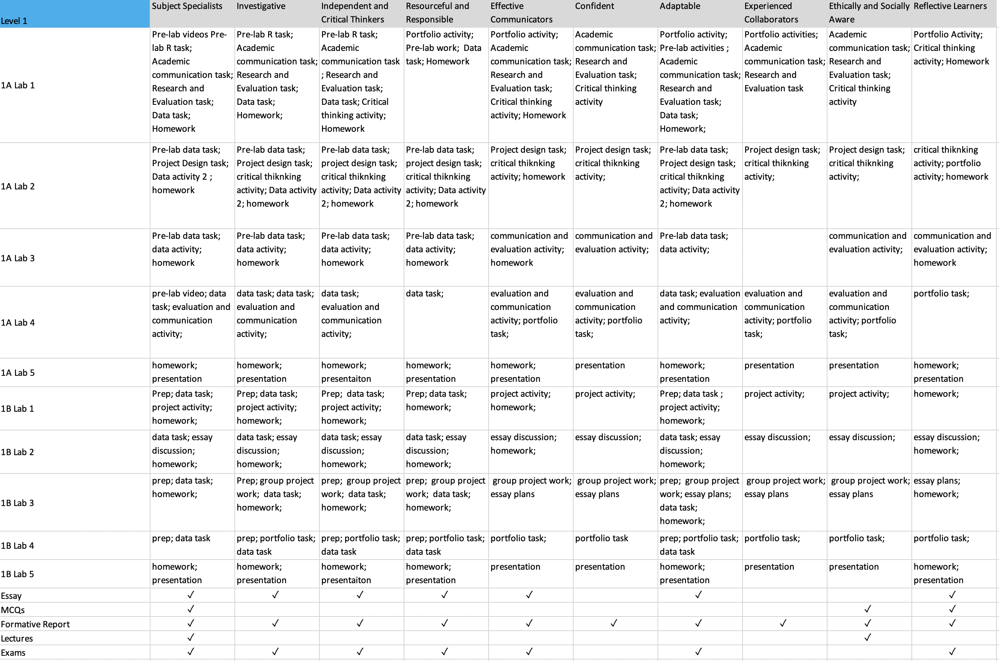 Level 1
Subject Specialists
Investigative
Independent and
Critical Thinkers
Resourceful and
Responsible
Effective
Communicators
Confident
Adaptable
Experienced
Collaborators
Ethically and Socially
Aware
Reflective Learners
1A Lab 1
Pre-lab videos Pre-
lab R task;
Academic
communication task;
Research and
Evaluation task;
Data task;
Homework
Pre-lab R task;
Academic
communication task;
Research and
Evaluation task;
Data task;
Homework;
Pre-lab R task;
Academic
communication task
; Research and
Evaluation task;
Data task; Critical
thinking activity;
Homework
Portfolio activity;
Pre-lab work;  Data
task; Homework
Portfolio activity;
Academic
communication task;
Research and
Evaluation task;
Critical thinking
activity; Homework
Academic
communication task;
Research and
Evaluation task;
Critical thinking
activity
Portfolio activity;
Pre-lab activities ;
Academic
communication task;
Research and
Evaluation task;
Data task;
Homework;
Portfolio activities;
Academic
communication task;
Research and
Evaluation task
Academic
communication task;
Research and
Evaluation task;
Critical thinking
activity
Portfolio Activity;
Critical thinking
activity; Homework
1A Lab 2
Pre-lab data task;
Project Design task;
Data activity 2 ;
homework
Pre-lab data task;
Project design task;
critical thiknking
activity; Data activity
2; homework
Pre-lab data task;
project design task;
critical thiknking
activity; Data activity
2; homework
Pre-lab data task;
project design task;
critical thiknking
activity; Data activity
2; homework
Project design task;
critical thiknking
activity; homework
Project design task;
critical thiknking
activity;
Pre-lab data task;
Project design task;
critical thiknking
activity; Data activity
2; homework
Project design task;
critical thiknking
activity;
Project design task;
critical thiknking
activity;
critical thiknking
activity; portfolio
activity; homework
1A Lab 3
Pre-lab data task;
data activity;
homework
Pre-lab data task;
data activity;
homework
Pre-lab data task;
data activity;
homework
Pre-lab data task;
data activity;
homework
communication and
evaluation activity;
homework
communication and
evaluation activity;
Pre-lab data task;
data activity;
communication and
evaluation activity;
communication and
evaluation activity;
homework
1A Lab 4
pre-lab video; data
task; evaluation and
communication
activity;
data task; data task;
evaluation and
communication
activity;
data task;
evaluation and
communication
activity;
data task;
evaluation and
communication
activity; portfolio
task;
evaluation and
communication
activity; portfolio
task;
data task; evaluation
and communication
activity;
evaluation and
communication
activity; portfolio
task;
evaluation and
communication
activity; portfolio
task;
portfolio task;
1A Lab 5
homework;
presentation
homework;
presentation
homework;
presentaiton
homework;
presentation
homework;
presentation
presentation
homework;
presentation
presentation
presentation
homework;
presentation
1B Lab 1
Prep; data task;
project activity;
homework;
Prep; data task;
project activity;
homework;
Prep;  data task;
project activity;
homework;
Prep; data task;
homework;
project activity;
homework;
project activity;
Prep; data task ;
project activity;
homework;
project activity;
project activity;
homework;
1B Lab 2
data task; essay
discussion;
homework;
data task; essay
discussion;
homework;
data task; essay
discussion;
homework;
data task; essay
discussion;
homework;
essay discussion;
homework;
essay discussion;
data task; essay
discussion;
homework;
essay discussion;
essay discussion;
essay discussion;
homework;
1B Lab 3
prep; data task;
homework;
Prep; group project
work;  data task;
homework;
prep;  group project
work;  data task;
homework;
prep;  group project
work;  data task;
homework;
group project work;
essay plans
group project work;
essay plans
prep;  group project
work; essay plans;
data task;
homework;
group project work;
essay plans
group project work;
essay plans
essay plans;
homework;
1B Lab 4
prep; data task
prep; portfolio task;
data task
prep; portfolio task;
data task
prep; portfolio task;
data task
portfolio task;
portfolio task
prep; portfolio task;
data task
portfolio task;
portfolio task;
portfolio task;
1B Lab 5
homework;
presentation
homework;
presentation
homework;
presentaiton
homework;
presentation
presentation
presentation
homework;
presentation
presentation
presentation
homework;
presentation
Essay ✓ ✓ ✓ ✓ ✓ ✓ ✓
MCQs ✓ ✓ ✓
Formative Report ✓ ✓ ✓ ✓ ✓ ✓ ✓ ✓ ✓ ✓
Lectures ✓ ✓
Exams ✓ ✓ ✓ ✓ ✓ ✓ ✓